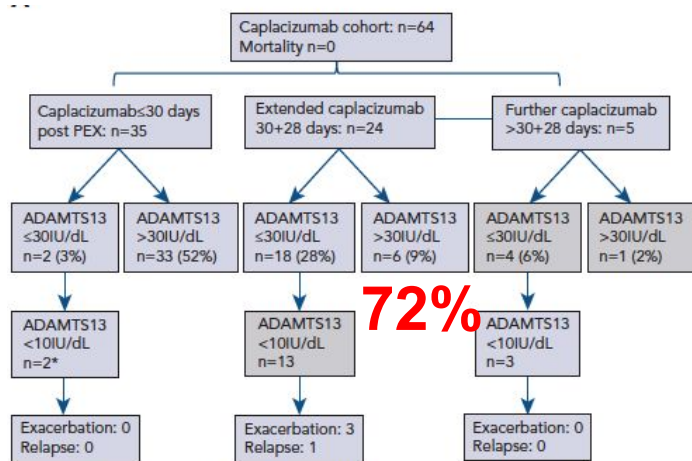 Caplacizumab cohort: n=64
Mortality n=0
Caplacizumab≤30 days
post PEX: n=35
Extended caplacizumab
30+28 days: n=24
Further caplacizumab
>30+28 days: n=5
ADAMTS13
≤30IU/dL
n=2 (3%)
ADAMTS13
>30IU/dL
n=33 (52%)
ADAMTS13
≤30IU/dL
n=18 (28%)
ADAMTS13
>30IU/dL
n=6 (9%)
ADAMTS13
≤30IU/dL
n=4 (6%)
ADAMTS13
>30IU/dL
n=1 (2%)
ADAMTS13
<10IU/dL
n=2*
ADAMTS13
<10IU/dL
n=13
72%
ADAMTS13
<10IU/dL
n=3
Exacerbation: 0
Relapse: 0
Exacerbation: 3
Relapse: 1
Exacerbation: 0
Relapse: 0